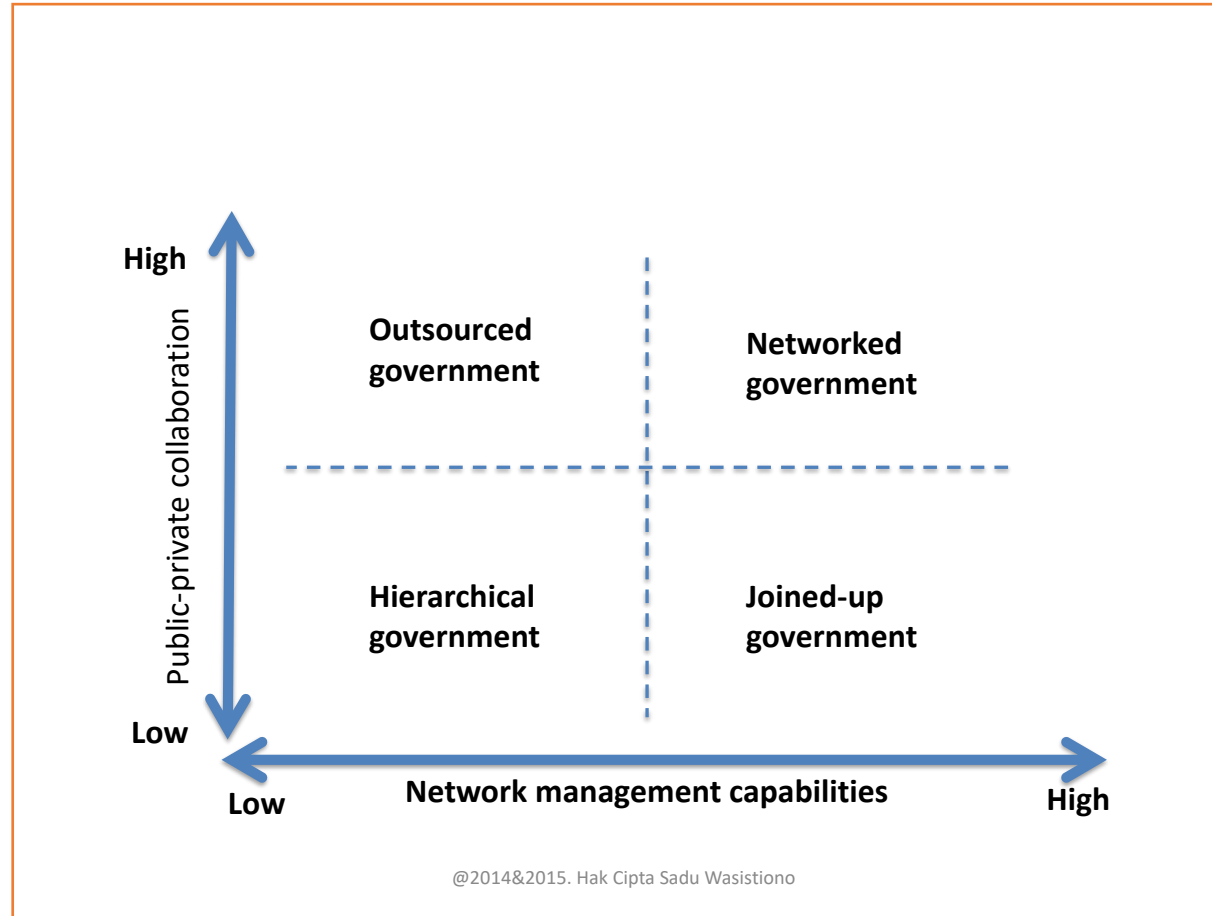 High
Public-private collaboration
Outsourced
government
Networked
government
Hierarchical
government
Joined-up
government
Low
Low
Network management capabilities
High
@2014&2015. Hak Cipta Sadu Wasistiono